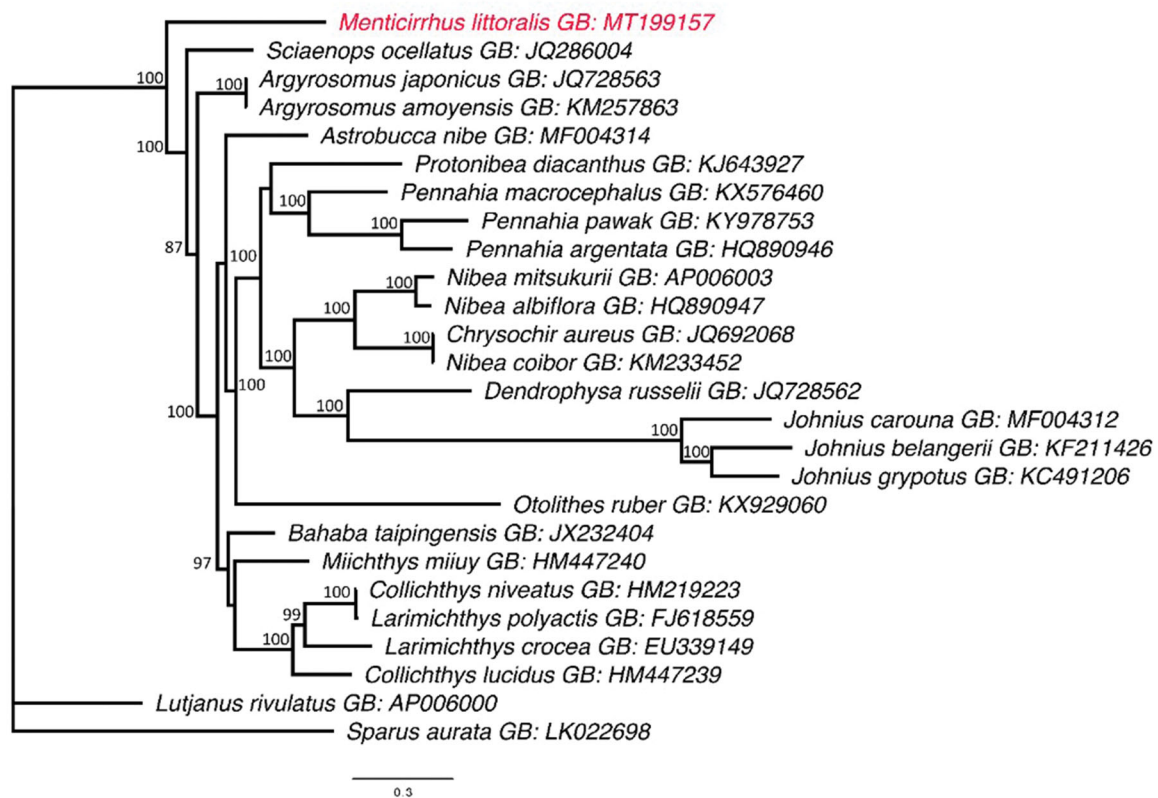 Menticirrhus littoralis GB: MT199157
Sciaenops ocellatus GB: JQ286004
100
100
Argyrosomus japonicus GB: JQ728563
Argyrosomus amoyensis GB: KM257863
Astrobucca nibe GB: MF004314
100
Protonibea diacanthus GB: KJ643927
Pennahia macrocephalus GB: KX576460
100
Pennahia pawak GB: KY978753
100
87
100
Pennahia argentata GB: HQ890946
Nibea mitsukurii GB: AP006003
100
Nibea albiflora GB: HQ890947
100
Chrysochir aureus GB: JQ692068
100
Nibea coibor GB: KM233452
100
100
Dendrophysa russelii GB: JQ728562
100
100
Johnius carouna GB: MF004312
100
Johnius belangerii GB: KF211426
100
Johnius grypotus GB: KC491206
Otolithes ruber GB: KX929060
Bahaba taipingensis GB: JX232404
97
Miichthys miiuy GB: HM447240
Collichthys niveatus GB: HM219223
100
Larimichthys polyactis GB: FJ618559
99
100
Larimichthys crocea GB: EU339149
Collichthys lucidus GB: HM447239
Lutjanus rivulatus GB: AP006000
Sparus aurata GB: LK022698
0.3